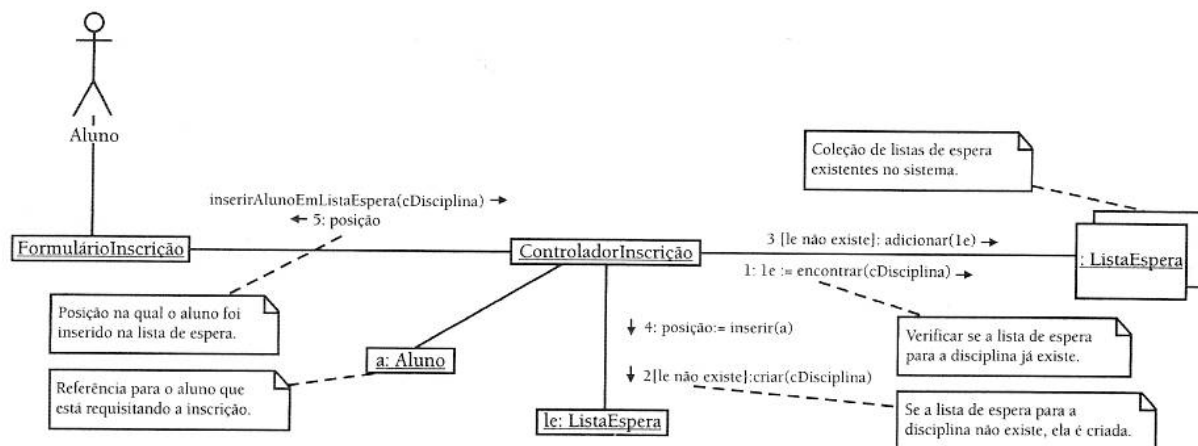 Aluno
Coleção de listas de espera
existentes no sistema.
inserirAlunoEmListaEspera(cDisciplina) →
← 5: posição
FormulárioInscrição
ControladorInscrição
3 [le não existe]: adicionar(1e) →
1: 1e := encontrar(cDisciplina) →
: ListaEspera
Posição na qual o aluno foi
inserido na lista de espera.
↓ 4: posição:= inserir(a)
Verificar se a lista de espera
para a disciplina já existe.
a: Aluno
Referência para o aluno que
está requisitando a inscrição.
↓ 2[le não existe]:criar(cDisciplina)
le: ListaEspera
Se a lista de espera para a
disciplina não existe, ela é criada.